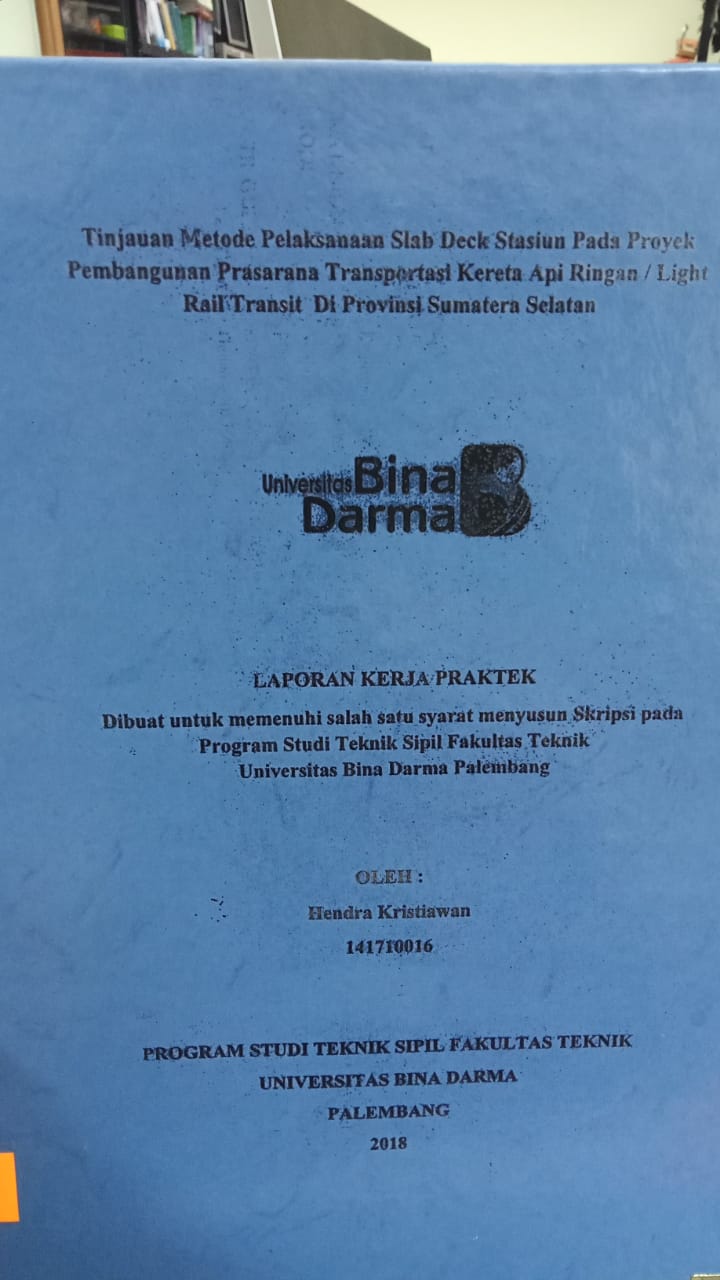 Tinjauan Metode Pelaksanaan Slab Deck Stasiun Pada Proyek
Pembangunan Prasarana Transportasi Kereta Api Ringan / Light
Rail Transit Di Provinsi Sumatera Selatan
Universitas Bina
Darma
LAPORAN KERJA PRAKTEK
Dibuat untuk memenuhi salah satu syarat menyusun Skripsi pada
Program Studi Teknik Sipil Fakultas Teknik
Universitas Bina Darma Palembang
OLEH :
Hendra Kristiawan
141710016
PROGRAM STUDI TEKNIK SIPIL FAKULTAS TEKNIK
UNIVERSITAS BINA DARMA
PALEMBANG
2018